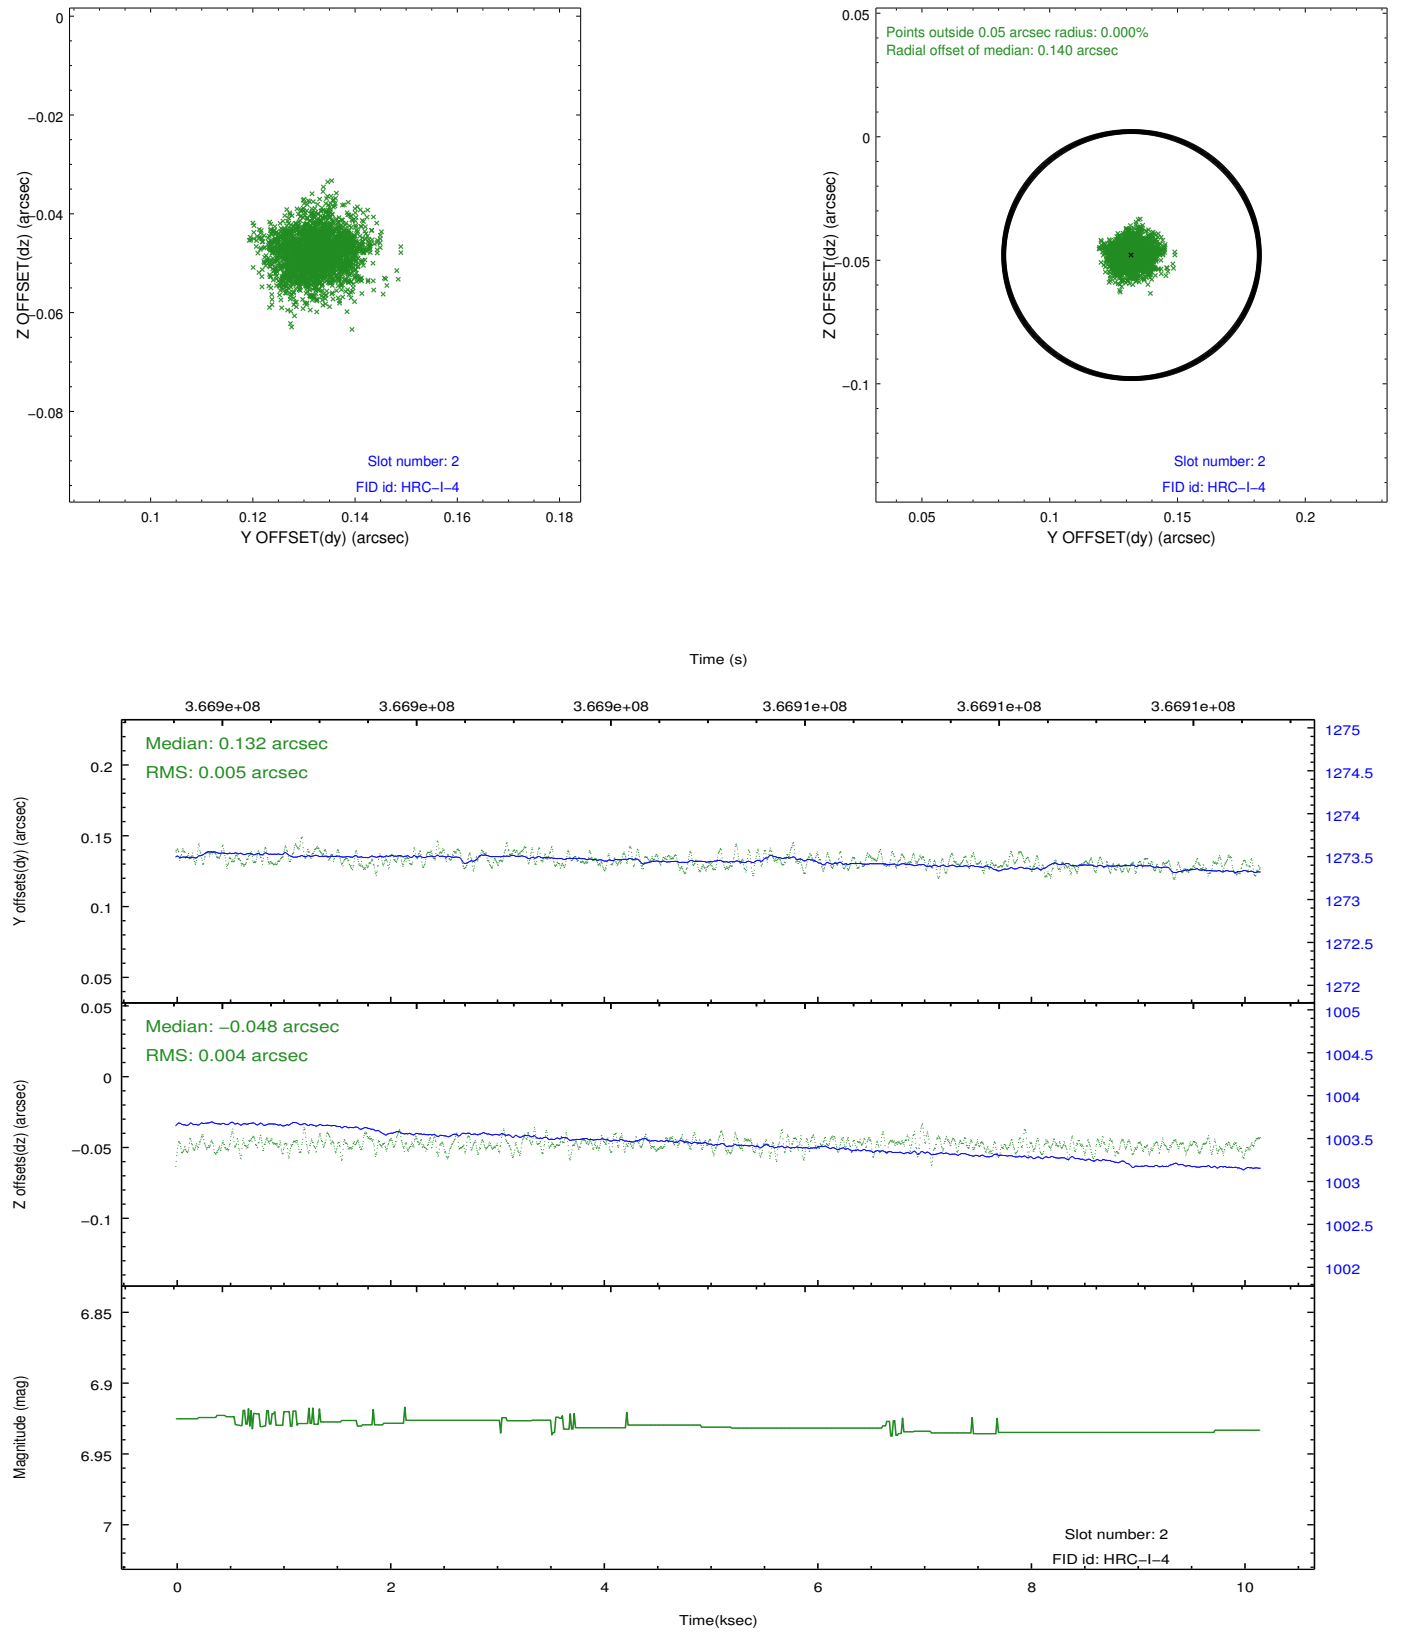 0
−0.02
−0.04
−0.06
−0.08
Z OFFSET(dz) (arcsec)
0.1 0.12 0.14 0.16 0.18
Y OFFSET(dy) (arcsec)
Slot number: 2
FID id: HRC−I−4
0.05
0
−0.05
−0.1
Z OFFSET(dz) (arcsec)
Points outside 0.05 arcsec radius: 0.000%
Radial offset of median: 0.140 arcsec
Slot number: 2
FID id: HRC−I−4
0.05 0.1 0.15 0.2
Y OFFSET(dy) (arcsec)
Time (s)
3.669e+08 3.669e+08 3.669e+08 3.6691e+08 3.6691e+08 3.6691e+08
Median: 0.132 arcsec
RMS: 0.005 arcsec
Y offsets(dy) (arcsec)
0.2
0.15
0.1
0.05
1275
1274.5
1274
1273.5
1273
1272.5
1272
Median: −0.048 arcsec
RMS: 0.004 arcsec
Z offsets(dz) (arcsec)
0.05
0
−0.05
−0.1
1005
1004.5
1004
1003.5
1003
1002.5
1002
Magnitude (mag)
6.85
6.9
6.95
7
Slot number: 2
FID id: HRC−I−4
0 2 4 6 8 10
Time(ksec)